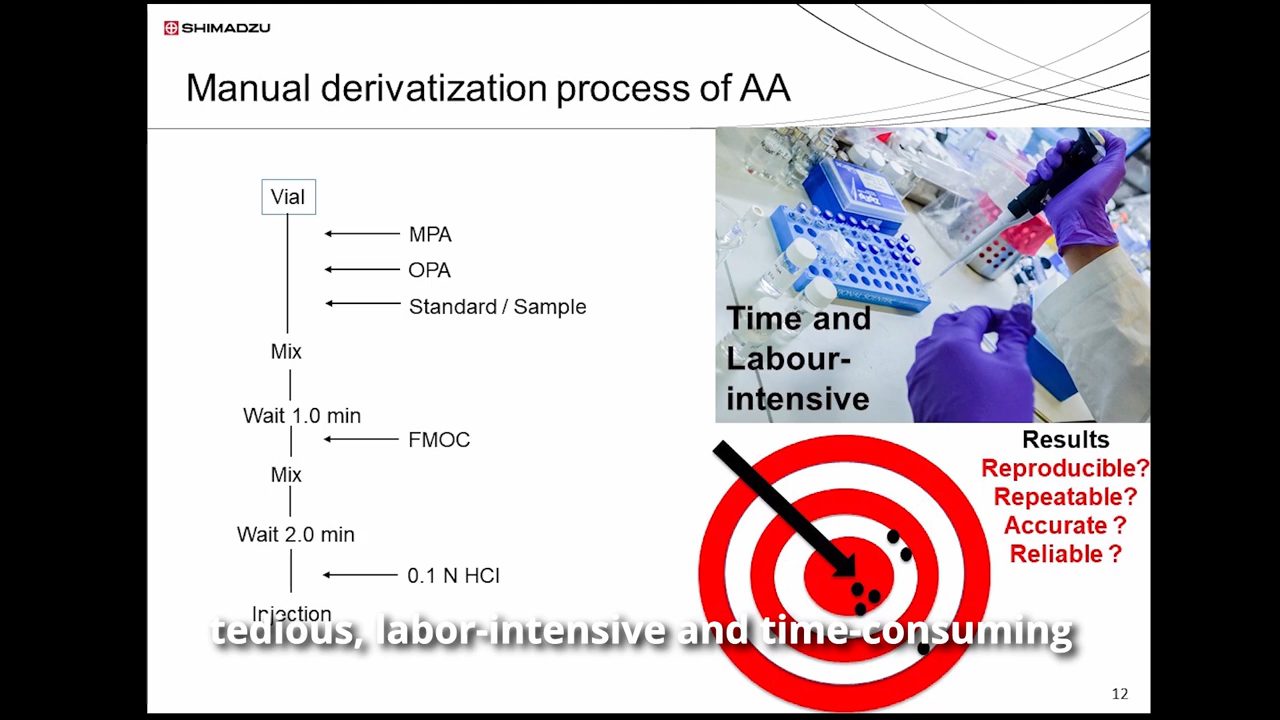 SHIMADZU
Manual derivatization process of AA
Vial
MPA
OPA
Standard / Sample
Mix
Wait 1.0 min
FMOC
Mix
Wait 2.0 min
0.1 N HCl
Injection
Time and
Labour-
intensive
Results
Reproducible?
Repeatable?
Accurate ?
Reliable ?
tedious, labor-intensive and time-consuming
12